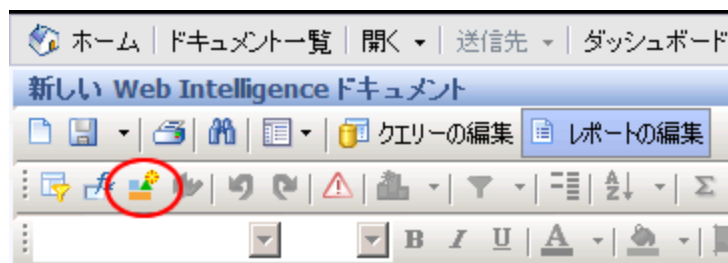 ホーム | ドキュメント一覧 | 開く | 送信先 | ダッシュボード
新しい Web Intelligence ドキュメント
クエリーの編集 レポートの編集
fx A Z Σ
B I U A